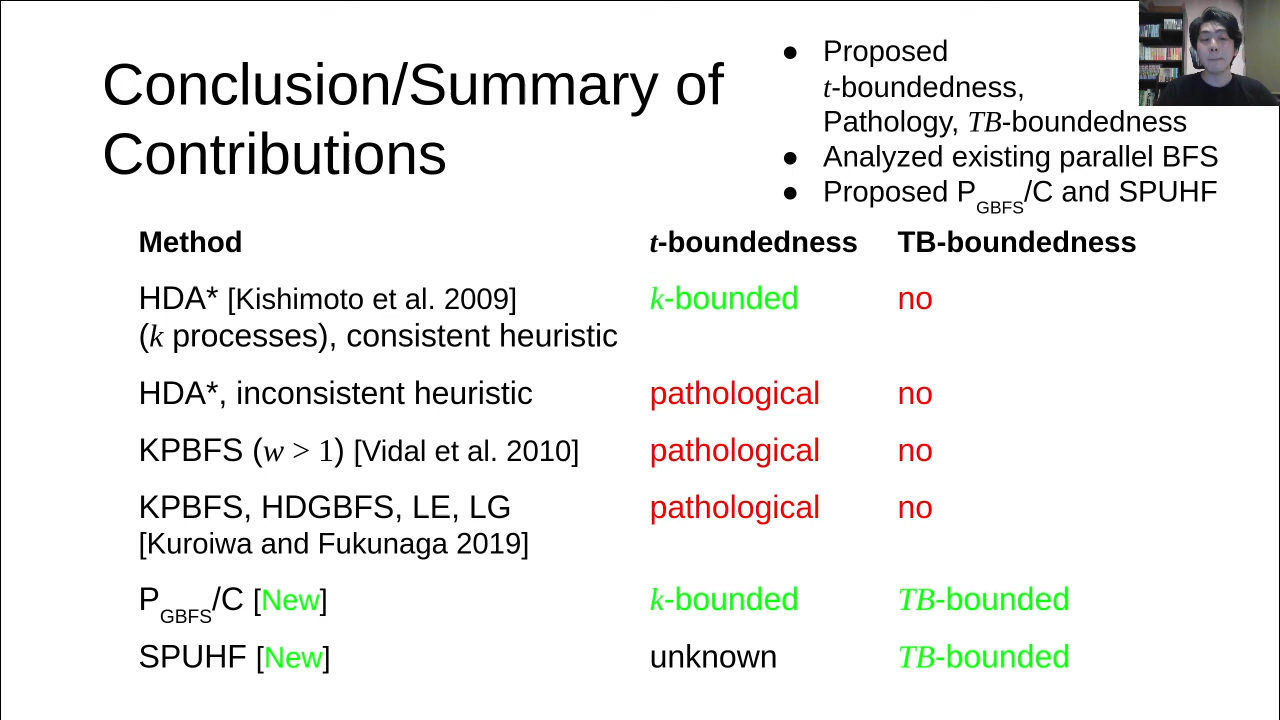 Conclusion/Summary of
Contributions
● Proposed
t-boundedness,
Pathology, TB-boundedness
● Analyzed existing parallel BFS
● Proposed PGBFS/C and SPUHF
Method t-boundedness TB-boundedness
HDA* [Kishimoto et al. 2009] k-bounded no
(k processes), consistent heuristic
HDA*, inconsistent heuristic pathological no
KPBFS (w > 1) [Vidal et al. 2010] pathological no
KPBFS, HDGBFS, LE, LG pathological no
[Kuroiwa and Fukunaga 2019]
PGBFS/C [New] k-bounded TB-bounded
SPUHF [New] unknown TB-bounded